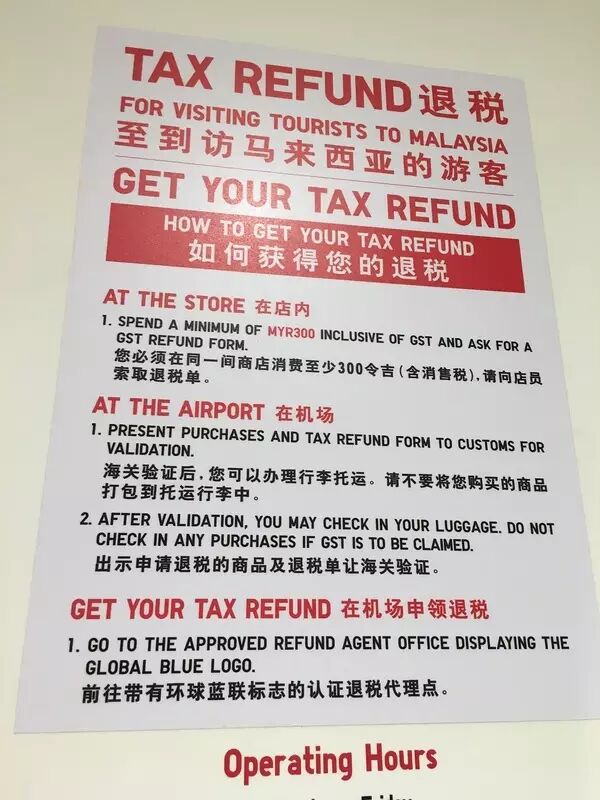 TAX REFUND退税
FOR VISITING TOURISTS TO MALAYSIA
至到访马来西亚的游客
GET YOUR TAX REFUND
HOW TO GET YOUR TAX REFUND
如何获得您的退税
AT THE STORE 在店内
1. SPEND A MINIMUM OF MYR300 INCLUSIVE OF GST AND ASK FOR A
GST REFUND FORM.
您必须在同一间商店消费至少300令吉(含消售税),请向店员
索取退税单。
AT THE AIRPORT 在机场
1. PRESENT PURCHASES AND TAX REFUND FORM TO CUSTOMS FOR
VALIDATION.
海关验证后,您可以办理行李托运。请不要将您购买的商品
打包到托运行李中。
2. AFTER VALIDATION, YOU MAY CHECK IN YOUR LUGGAGE. DO NOT
CHECK IN ANY PURCHASES IF GST IS TO BE CLAIMED.
出示申请退税的商品及退税单让海关验证。
GET YOUR TAX REFUND 在机场申领退税
1. GO TO THE APPROVED REFUND AGENT OFFICE DISPLAYING THE
GLOBAL BLUE LOGO.
前往带有环球蓝联标志的认证退税代理点。
Operating Hours